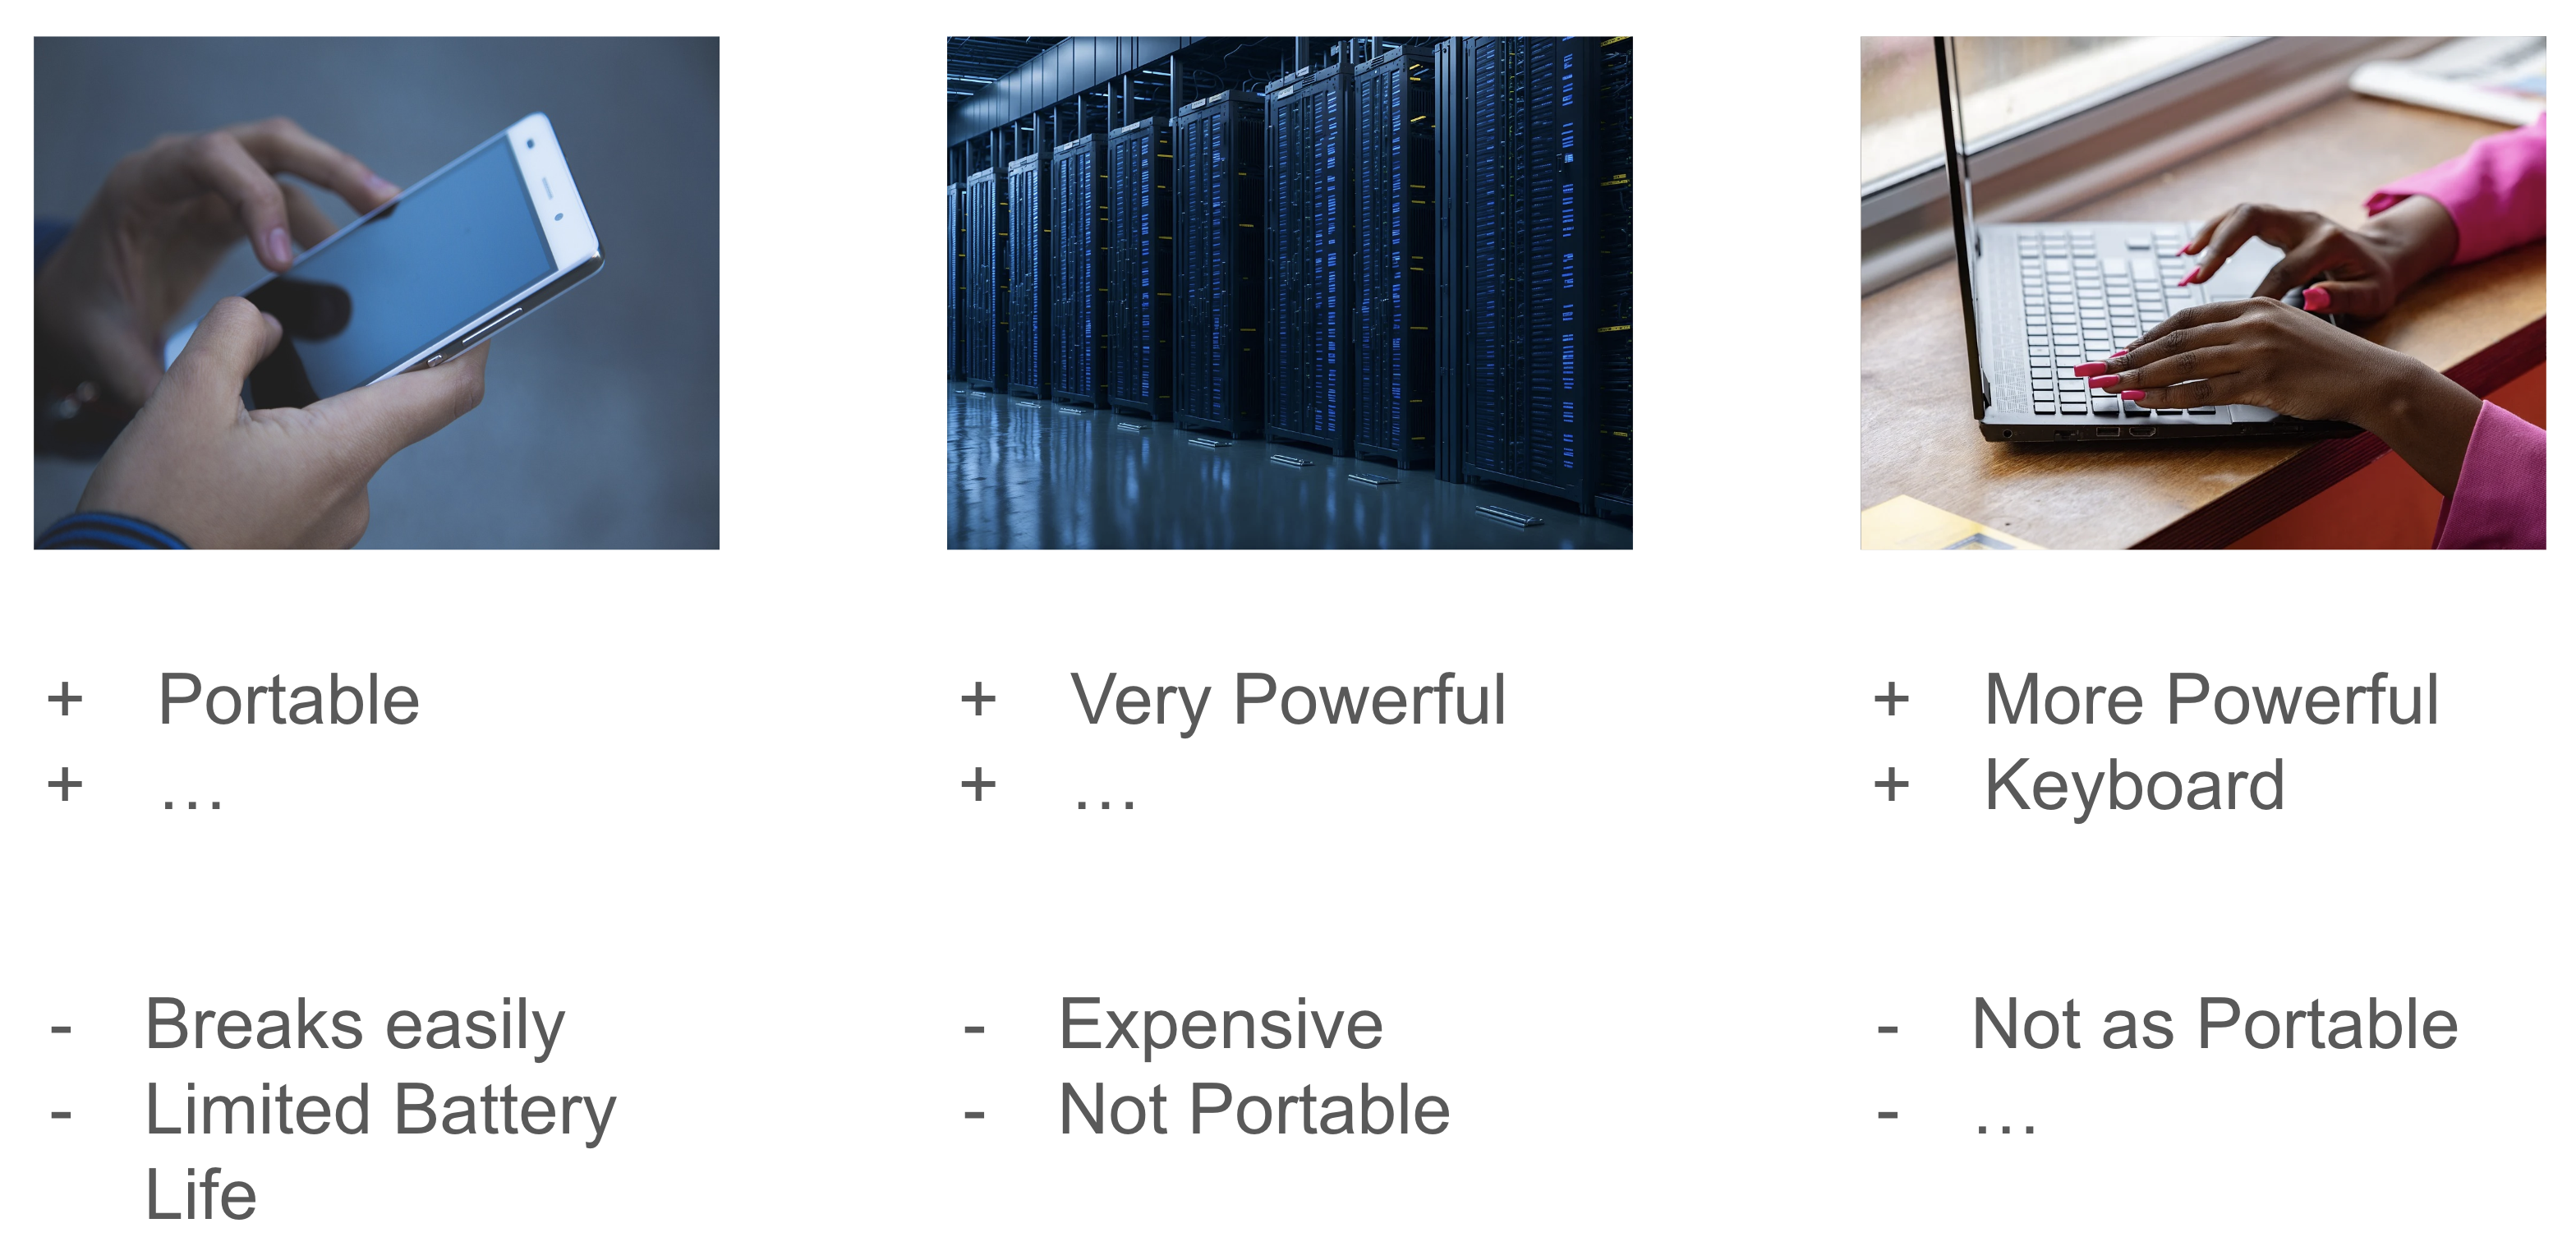 + Portable
+ …
- Breaks easily
- Limited Battery
Life
+ Very Powerful
+ …
- Expensive
- Not Portable
+ More Powerful
+ Keyboard
- Not as Portable
- …